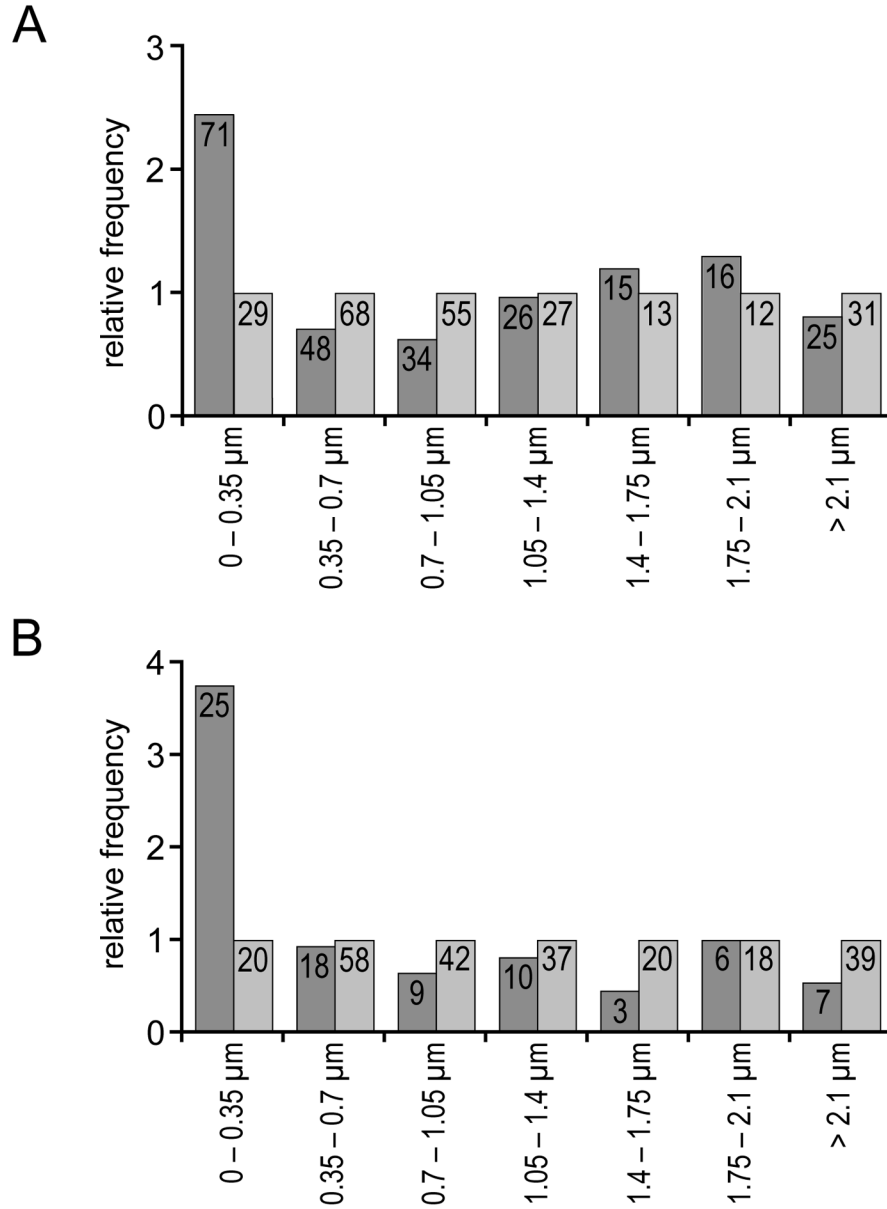 A
relative frequency
3
2
1
0
71
29
48
68
34
55
26
27
15
13
16
12
25
31
0 – 0.35 µm
0.35 – 0.7 µm
0.7 – 1.05 µm
1.05 – 1.4 µm
1.4 – 1.75 µm
1.75 – 2.1 µm
> 2.1 µm
B
relative frequency
4
3
2
1
0
25
20
18
58
9
42
10
37
3
20
6
18
7
39
0 – 0.35 µm
0.35 – 0.7 µm
0.7 – 1.05 µm
1.05 – 1.4 µm
1.4 – 1.75 µm
1.75 – 2.1 µm
> 2.1 µm